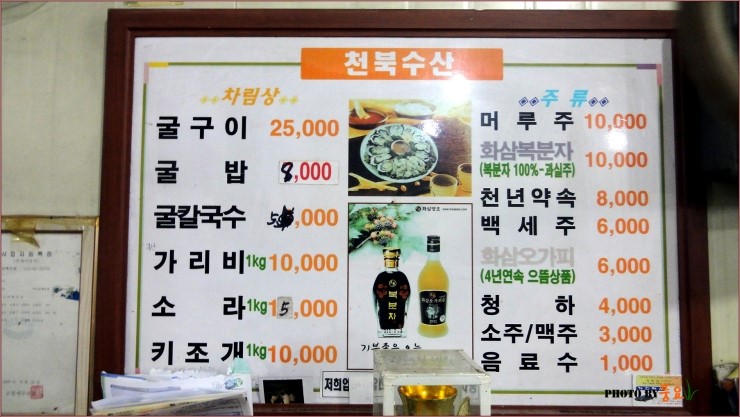 천북수산
차림상
굴구이 25,000
굴밥 8,000
굴칼국수 5,000
가리비 1kg 10,000
소라 1kg 15,000
키조개 1kg 10,000
주류
머루주 10,000
화삼복분자 10,000
(복분자 100%-과실주)
천년약속 8,000
백세주 6,000
화삼오가피 6,000
(4년연속 으뜸상품)
청하 4,000
소주/맥주 3,000
음료수 1,000
복분자
저희업
PHOTO BY